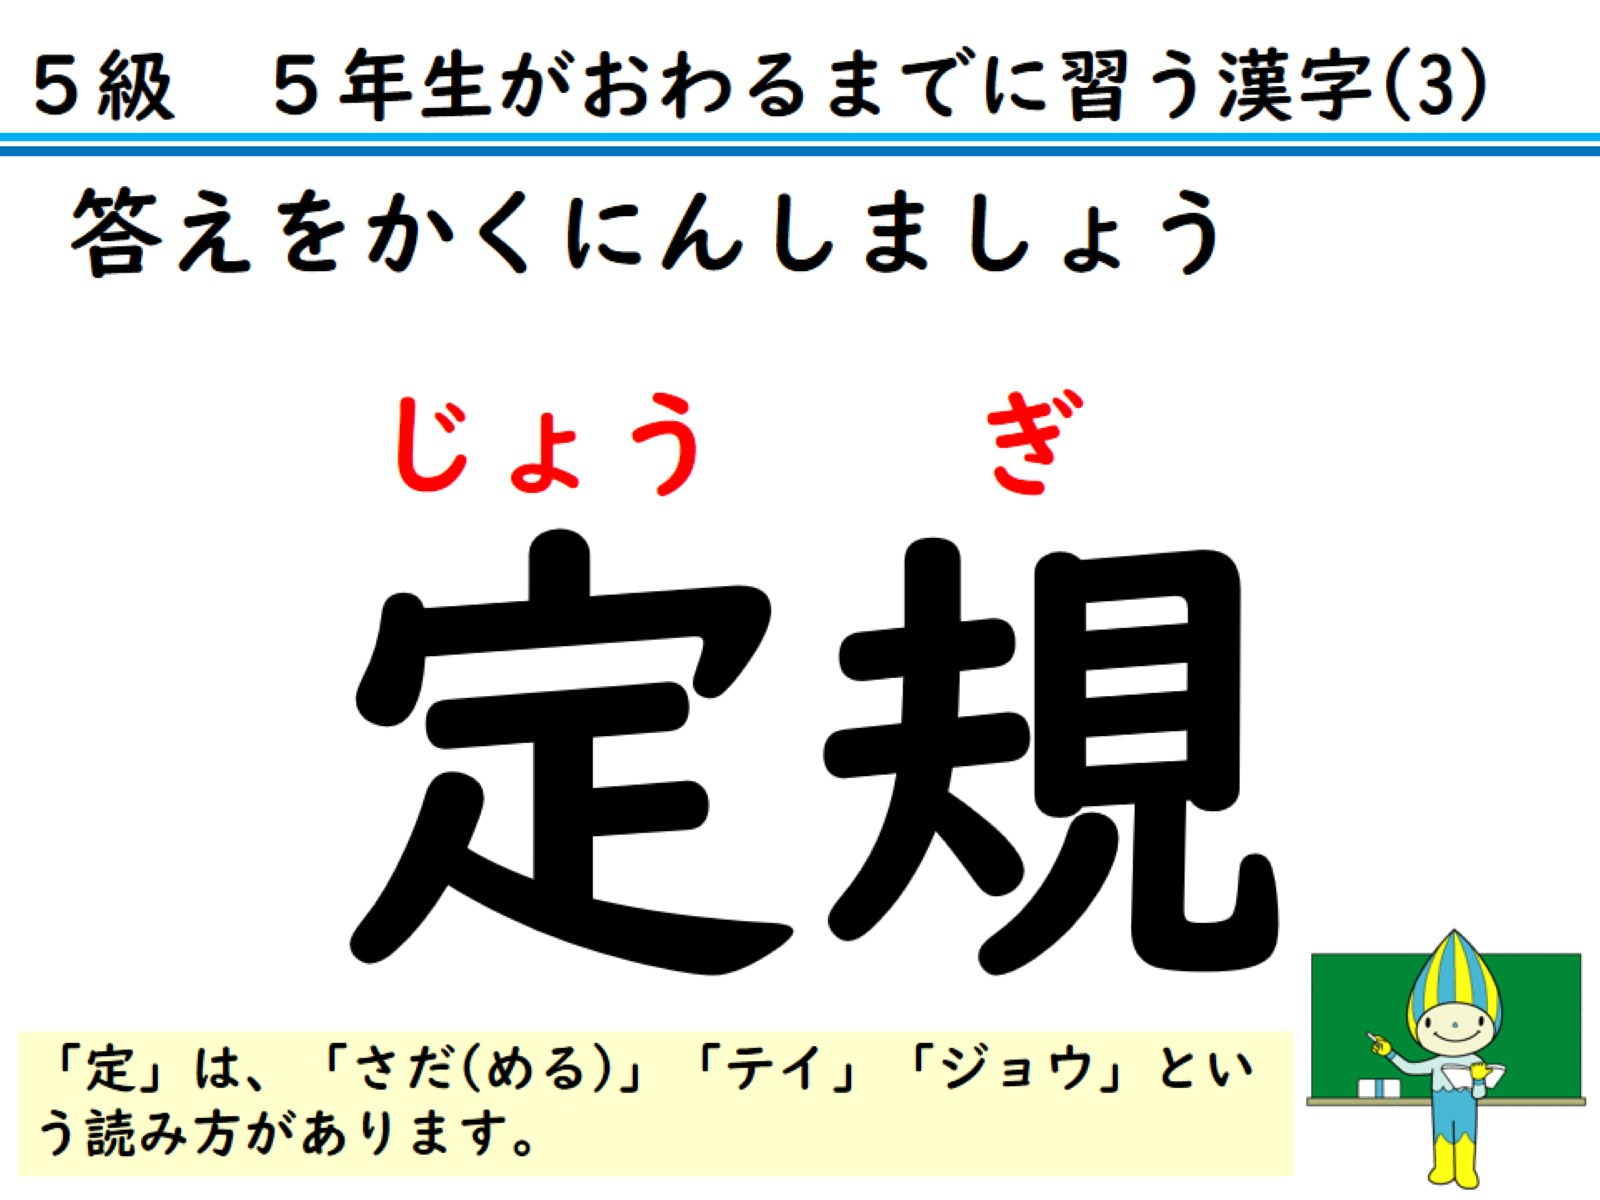 ５級　５年生がおわるまでに習う漢字(3)
答えをかくにんしましょう
じょう　ぎ
定規
「定」は、「さだ(める)」「テイ」「ジョウ」とい
う読み方があります。